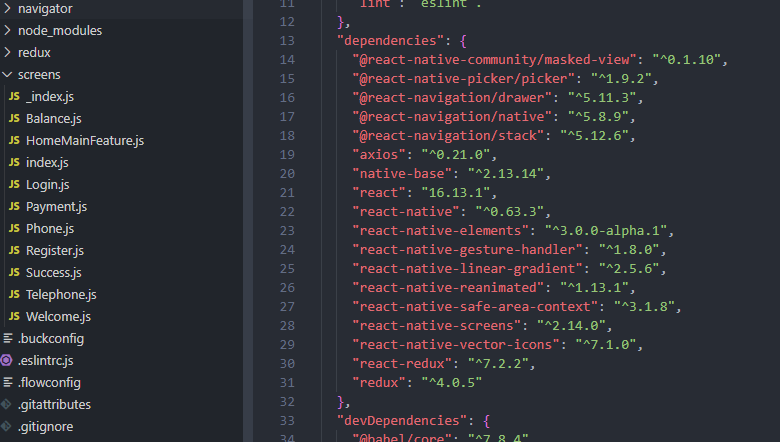 navigator
node_modules
redux
screens
JS _index.js
JS Balance.js
JS HomeMainFeature.js
JS index.js
JS Login.js
JS Payment.js
JS Phone.js
JS Register.js
JS Success.js
JS Telephone.js
JS Welcome.js
.buckconfig
.eslintrc.js
.flowconfig
.gitattributes
.gitignore
11 "lint": "eslint ."
12 },
13 "dependencies": {
14 "@react-native-community/masked-view": "^0.1.10",
15 "@react-native-picker/picker": "^1.9.2",
16 "@react-navigation/drawer": "^5.11.3",
17 "@react-navigation/native": "^5.8.9",
18 "@react-navigation/stack": "^5.12.6",
19 "axios": "^0.21.0",
20 "native-base": "^2.13.14",
21 "react": "16.13.1",
22 "react-native": "^0.63.3",
23 "react-native-elements": "^3.0.0-alpha.1",
24 "react-native-gesture-handler": "^1.8.0",
25 "react-native-linear-gradient": "^2.5.6",
26 "react-native-reanimated": "^1.13.1",
27 "react-native-safe-area-context": "^3.1.8",
28 "react-native-screens": "^2.14.0",
29 "react-native-vector-icons": "^7.1.0",
30 "react-redux": "^7.2.2",
31 "redux": "^4.0.5"
32 },
33 "devDependencies": {
34 "@babel/core": "^7.8.4"